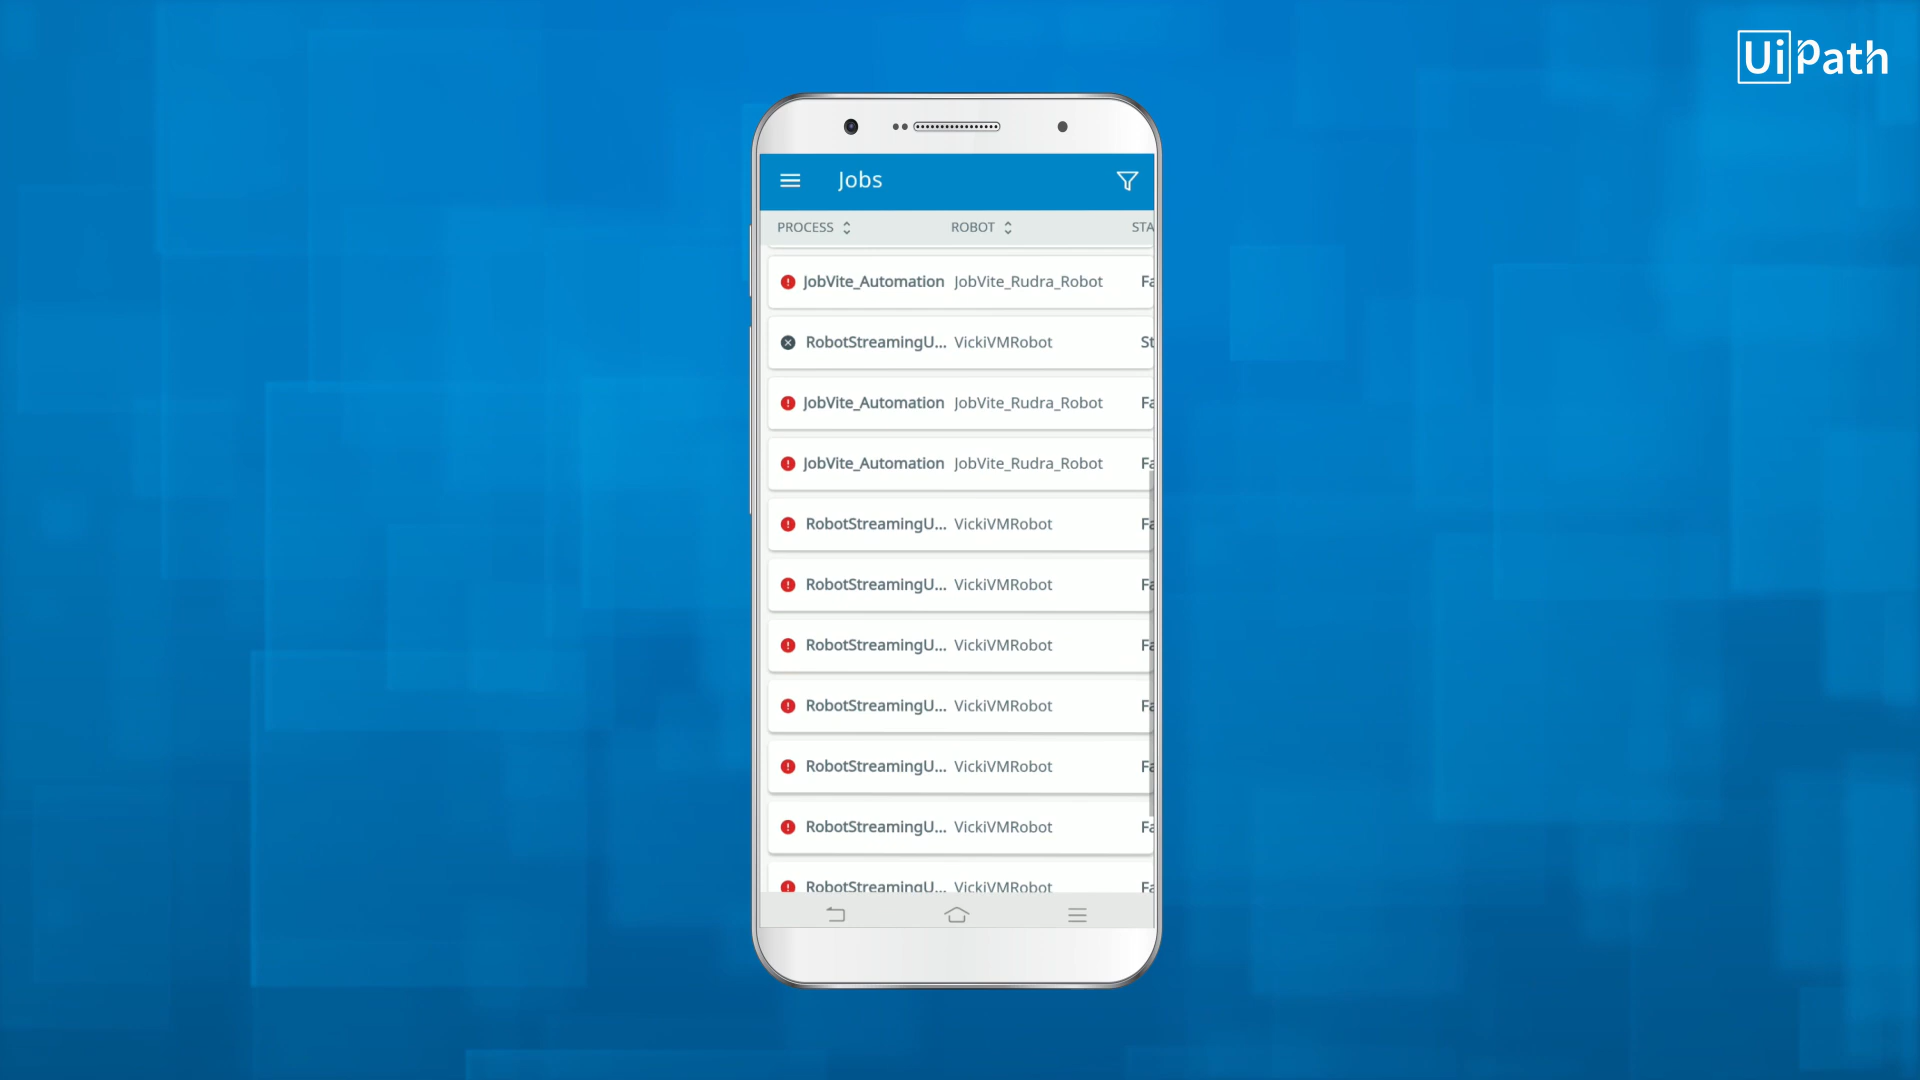 UiPath
Jobs
PROCESS ROBOT STA
JobVite_Automation JobVite_Rudra_Robot Fa
RobotStreamingU... VickiVMRobot St
JobVite_Automation JobVite_Rudra_Robot Fa
JobVite_Automation JobVite_Rudra_Robot Fa
RobotStreamingU... VickiVMRobot Fa
RobotStreamingU... VickiVMRobot Fa
RobotStreamingU... VickiVMRobot Fa
RobotStreamingU... VickiVMRobot Fa
RobotStreamingU... VickiVMRobot Fa
RobotStreamingU... VickiVMRobot Fa
RobotStreamingU... VickiVMRobot Fa